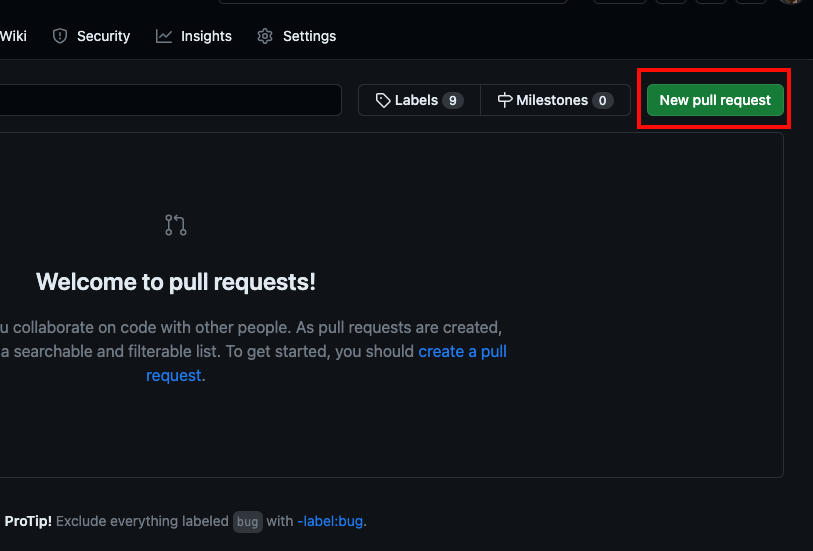 Wiki Security Insights Settings
Labels 9 Milestones 0 New pull request
Welcome to pull requests!
u collaborate on code with other people. As pull requests are created,
a searchable and filterable list. To get started, you should create a pull
request.
ProTip! Exclude everything labeled bug with -label:bug.